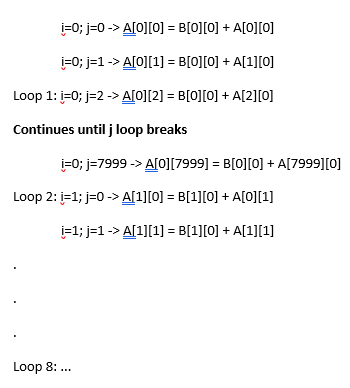 i=0; j=0 -> A[0][0] = B[0][0] + A[0][0]
i=0; j=1 -> A[0][1] = B[0][0] + A[1][0]
Loop 1: i=0; j=2 -> A[0][2] = B[0][0] + A[2][0]
Continues until j loop breaks
i=0; j=7999 -> A[0][7999] = B[0][0] + A[7999][0]
Loop 2: i=1; j=0 -> A[1][0] = B[1][0] + A[0][1]
i=1; j=1 -> A[1][1] = B[1][0] + A[1][1]
.
.
.
Loop 8: ...